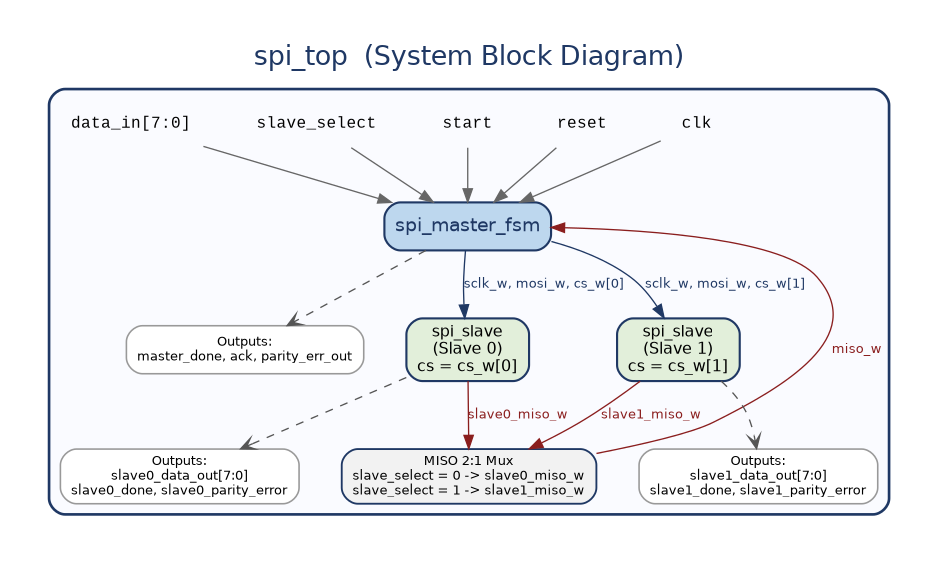 spi_top  (System Block Diagram)
data_in[7:0]
slave_select
start
reset
clk
spi_master_fsm
sclk_w, mosi_w, cs_w[0]
sclk_w, mosi_w, cs_w[1]
Outputs:
master_done, ack, parity_err_out
spi_slave
(Slave 0)
cs = cs_w[0]
spi_slave
(Slave 1)
cs = cs_w[1]
miso_w
slave0_miso_w
slave1_miso_w
Outputs:
slave0_data_out[7:0]
slave0_done, slave0_parity_error
MISO 2:1 Mux
slave_select = 0 -> slave0_miso_w
slave_select = 1 -> slave1_miso_w
Outputs:
slave1_data_out[7:0]
slave1_done, slave1_parity_error